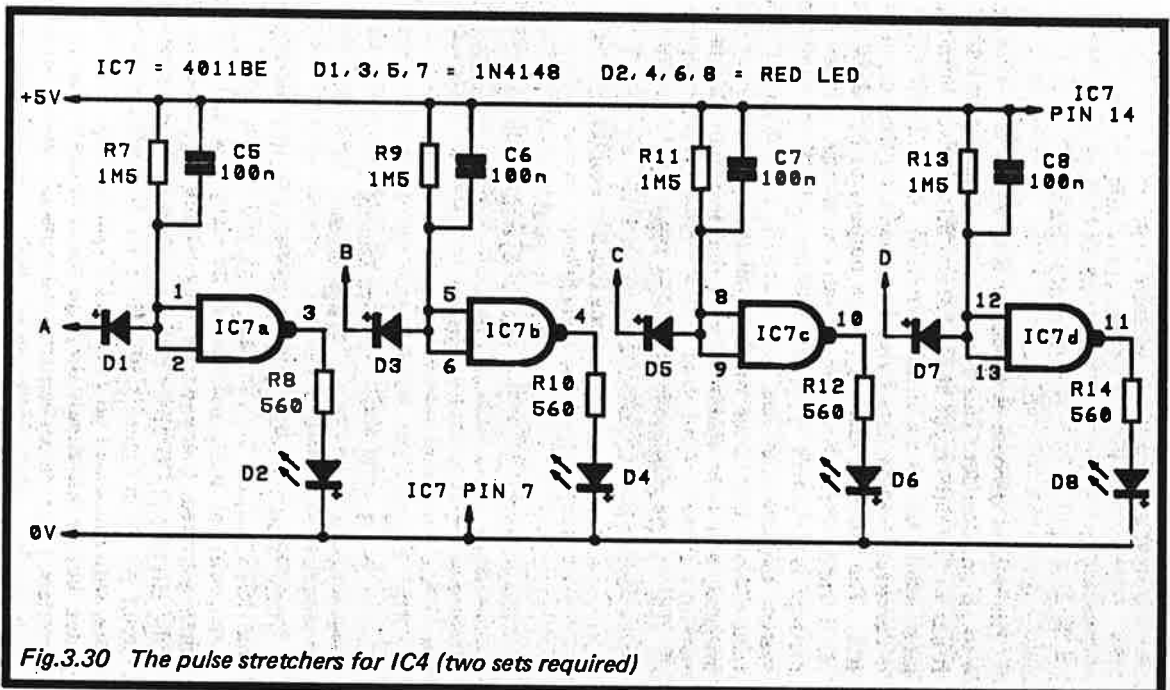 IC7 = 4011BE D1,3,5,7 = 1N4148 D2,4,6,8 = RED LED
+5V
IC7
PIN 14
R7
1M5
C5
100n
R9
1M5
C6
100n
R11
1M5
C7
100n
R13
1M5
C8
100n
A
B
C
D
+
D1
1
2
IC7a
3
+
D3
5
6
IC7b
4
+
D5
8
9
IC7c
10
+
D7
12
13
IC7d
11
R8
560
R10
560
R12
560
R14
560
D2
+
IC7 PIN 7
D4
+
D6
+
D8
+
0V
Fig.3.30 The pulse stretchers for IC4 (two sets required)